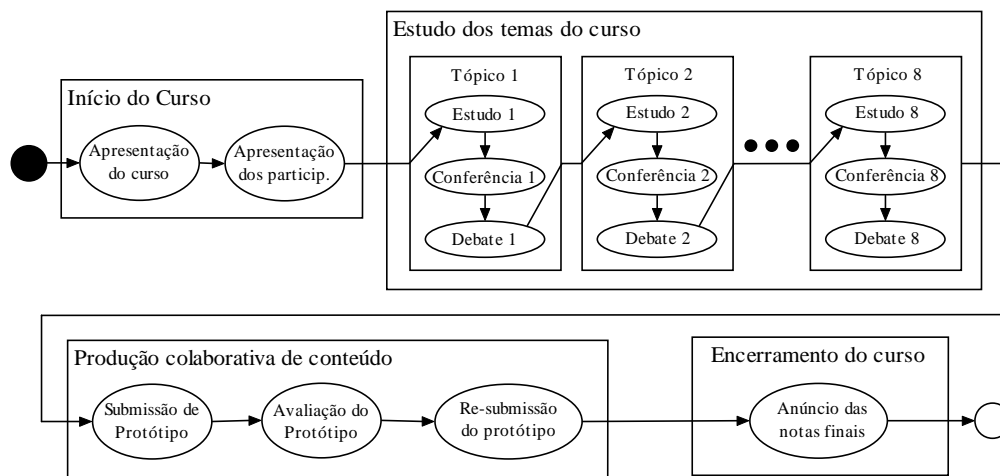 Estudo dos temas do curso
Início do Curso
Apresentação
do curso
Apresentação
dos particip.
Tópico 1
Estudo 1
Conferência 1
Debate 1
Tópico 2
Estudo 2
Conferência 2
Debate 2
Tópico 8
Estudo 8
Conferência 8
Debate 8
Produção colaborativa de conteúdo
Submissão de
Protótipo
Avaliação do
Protótipo
Re-submissão
do protótipo
Encerramento do curso
Anúncio das
notas finais